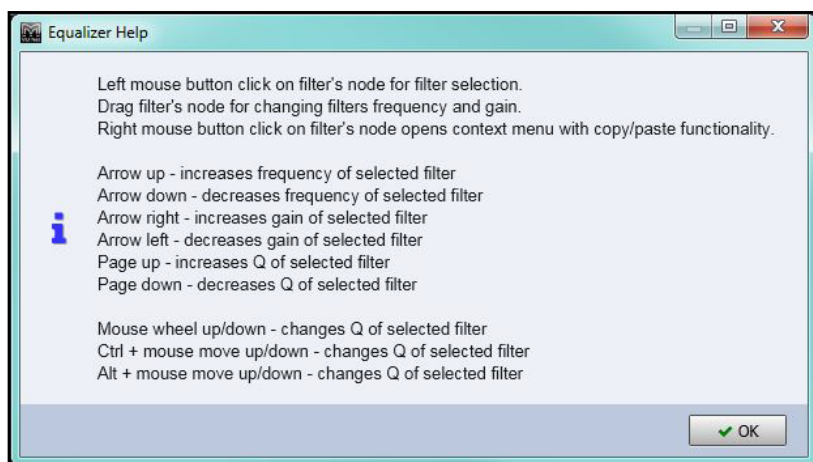 Equalizer Help
Left mouse button click on filter's node for filter selection.
Drag filter's node for changing filters frequency and gain.
Right mouse button click on filter's node opens context menu with copy/paste functionality.
Arrow up - increases frequency of selected filter
Arrow down - decreases frequency of selected filter
Arrow right - increases gain of selected filter
Arrow left - decreases gain of selected filter
Page up - increases Q of selected filter
Page down - decreases Q of selected filter
Mouse wheel up/down - changes Q of selected filter
Ctrl + mouse move up/down - changes Q of selected filter
Alt + mouse move up/down - changes Q of selected filter
OK